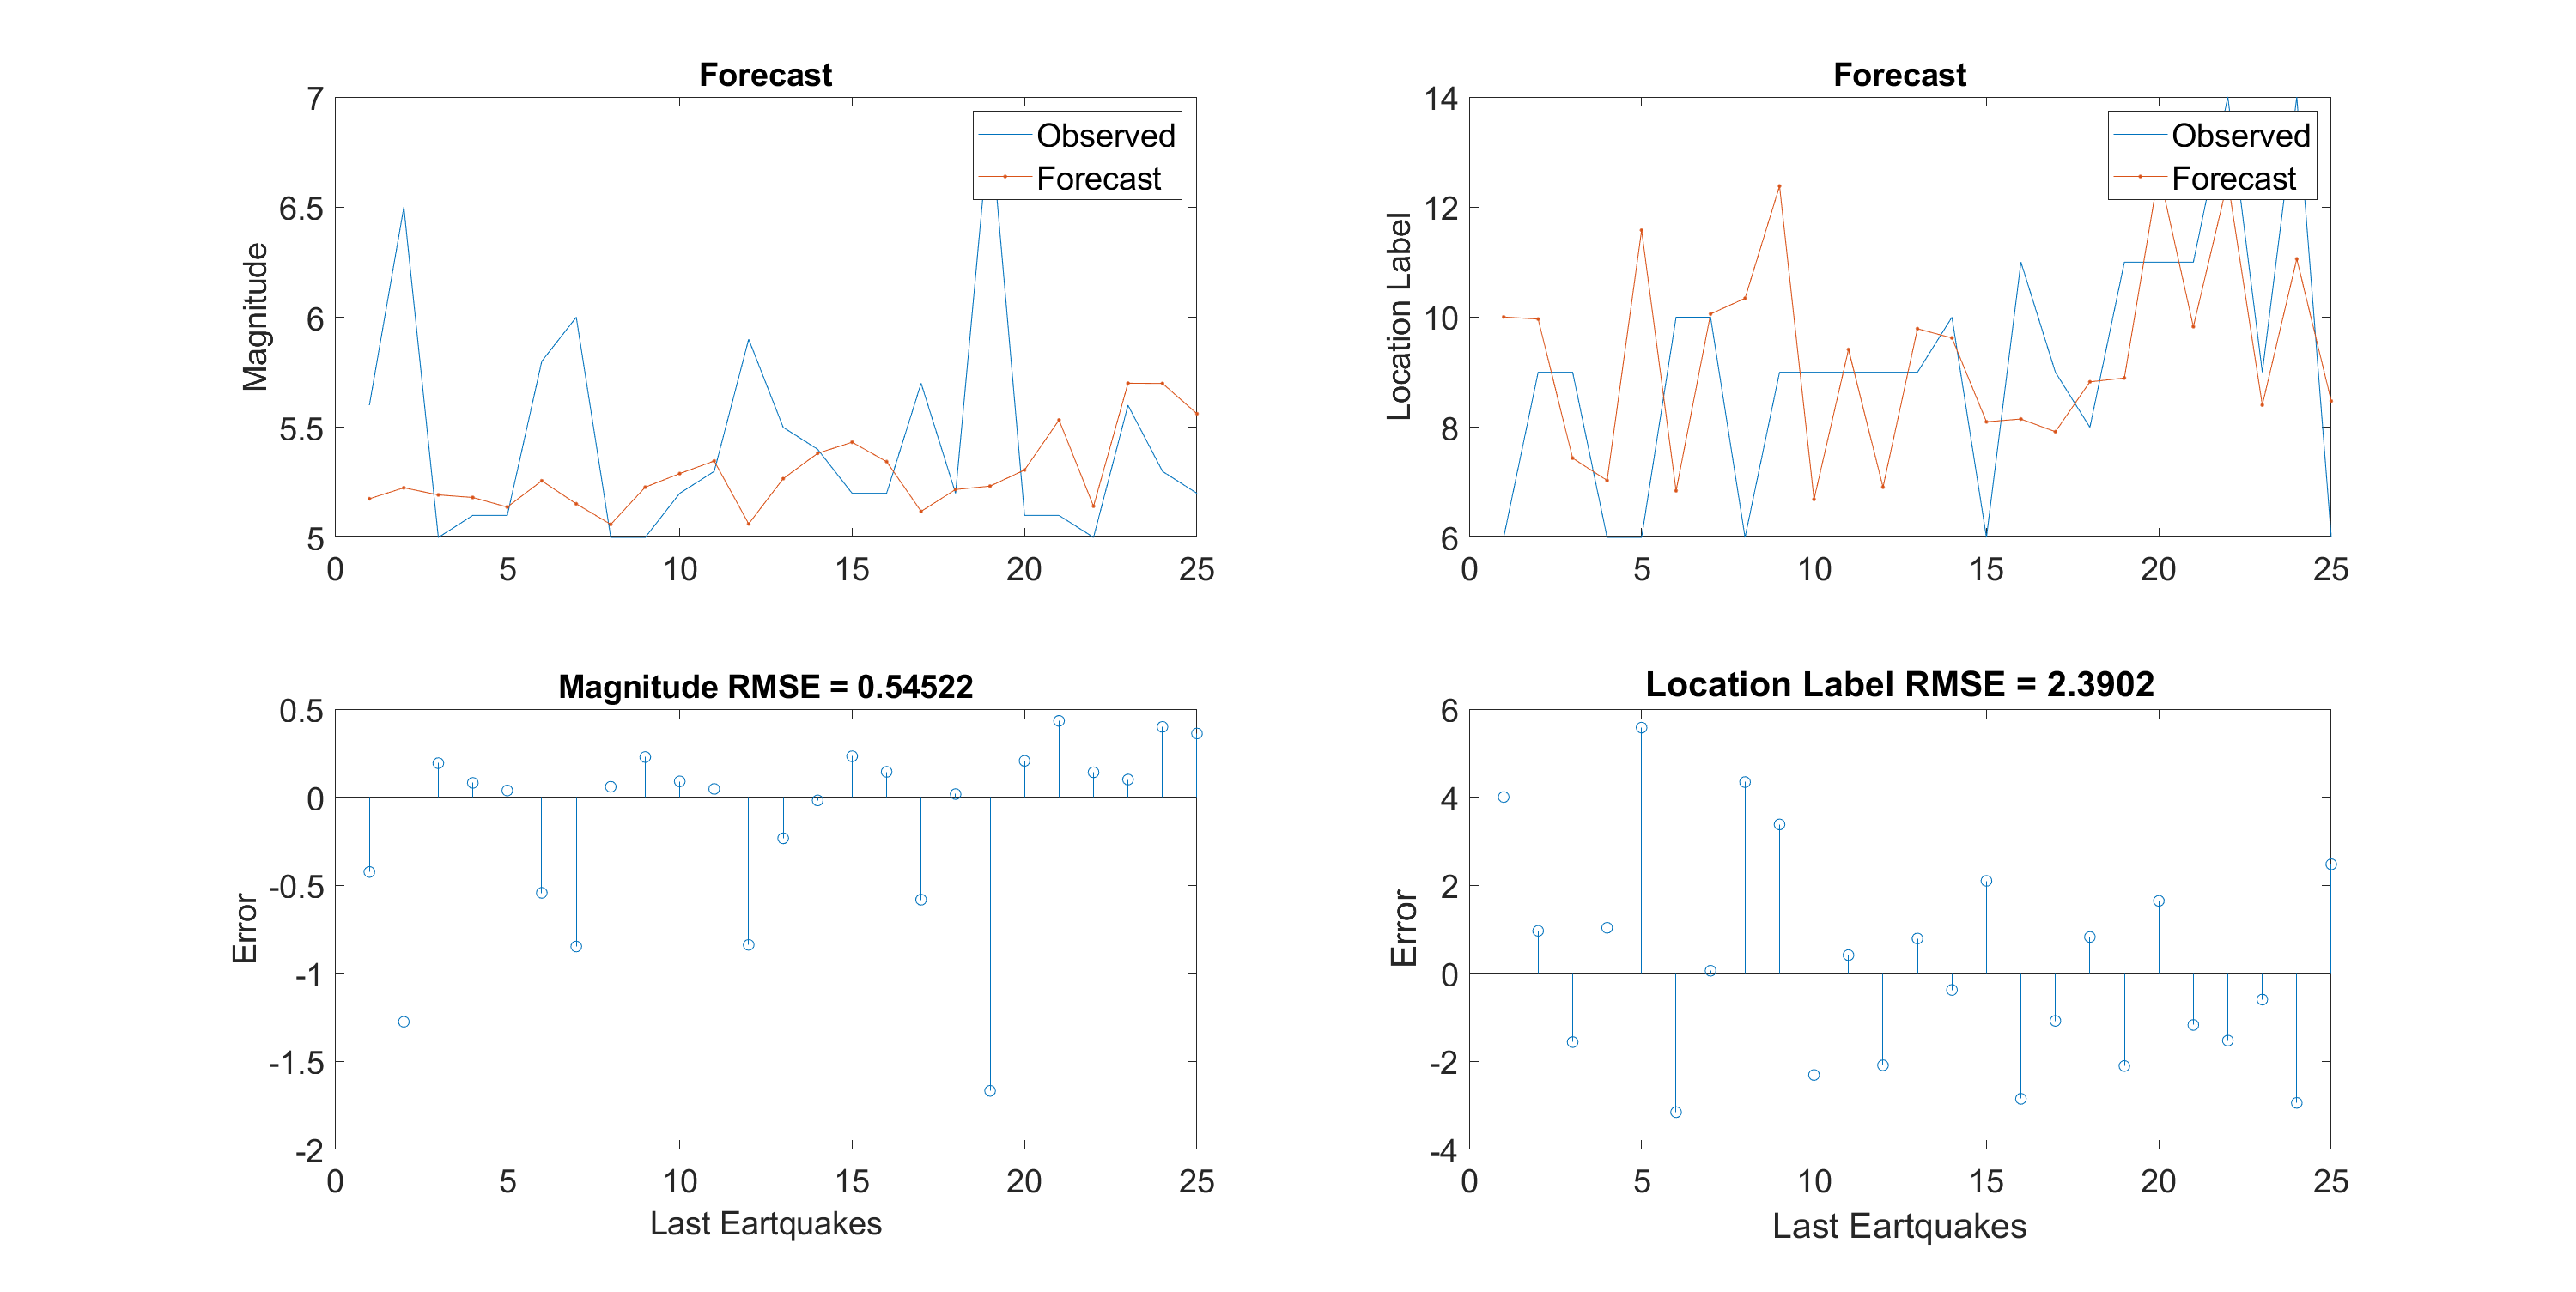 Forecast
7
6.5
6
5.5
5
Magnitude
Observed
Forecast
0 5 10 15 20 25
Forecast
14
12
10
8
6
Location Label
Observed
Forecast
0 5 10 15 20 25
Magnitude RMSE = 0.54522
0.5
0
-0.5
-1
-1.5
-2
Error
0 5 10 15 20 25
Last Eartquakes
Location Label RMSE = 2.3902
6
4
2
0
-2
-4
Error
0 5 10 15 20 25
Last Eartquakes